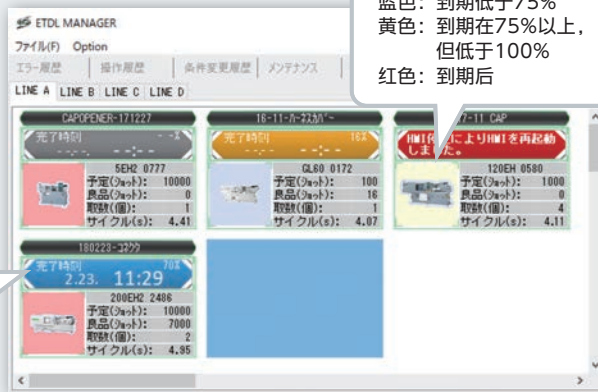 蓝色：到期低于75%
黄色：到期在75%以上，
但低于100%
红色：到期后
ETDL MANAGER
ファイル(F) Option
エラー履歴 操作履歴 条件変更履歴 メンテナンス
LINE A LINE B LINE C LINE D
CAPOPENER-171227
完了時刻 --%
--.--. --:--
5EH2 0777
予定(ショット): 10000
良品(ショット): 0
取数(個): 1
サイクル(s): 4.41
16-11-ハーネスカバー
完了時刻 16%
--.--. --:--
GL60 0172
予定(ショット): 100
良品(ショット): 16
取数(個): 1
サイクル(s): 4.07
7-11 CAP
によりHMIを再起動
しました。
120EH 0580
予定(ショット): 1000
良品(ショット): 0
取数(個): 4
サイクル(s): 4.11
180223-コネクタ
完了時刻 70%
2.23. 11:29
200EH2 2486
予定(ショット): 10000
良品(ショット): 7000
取数(個): 2
サイクル(s): 4.95